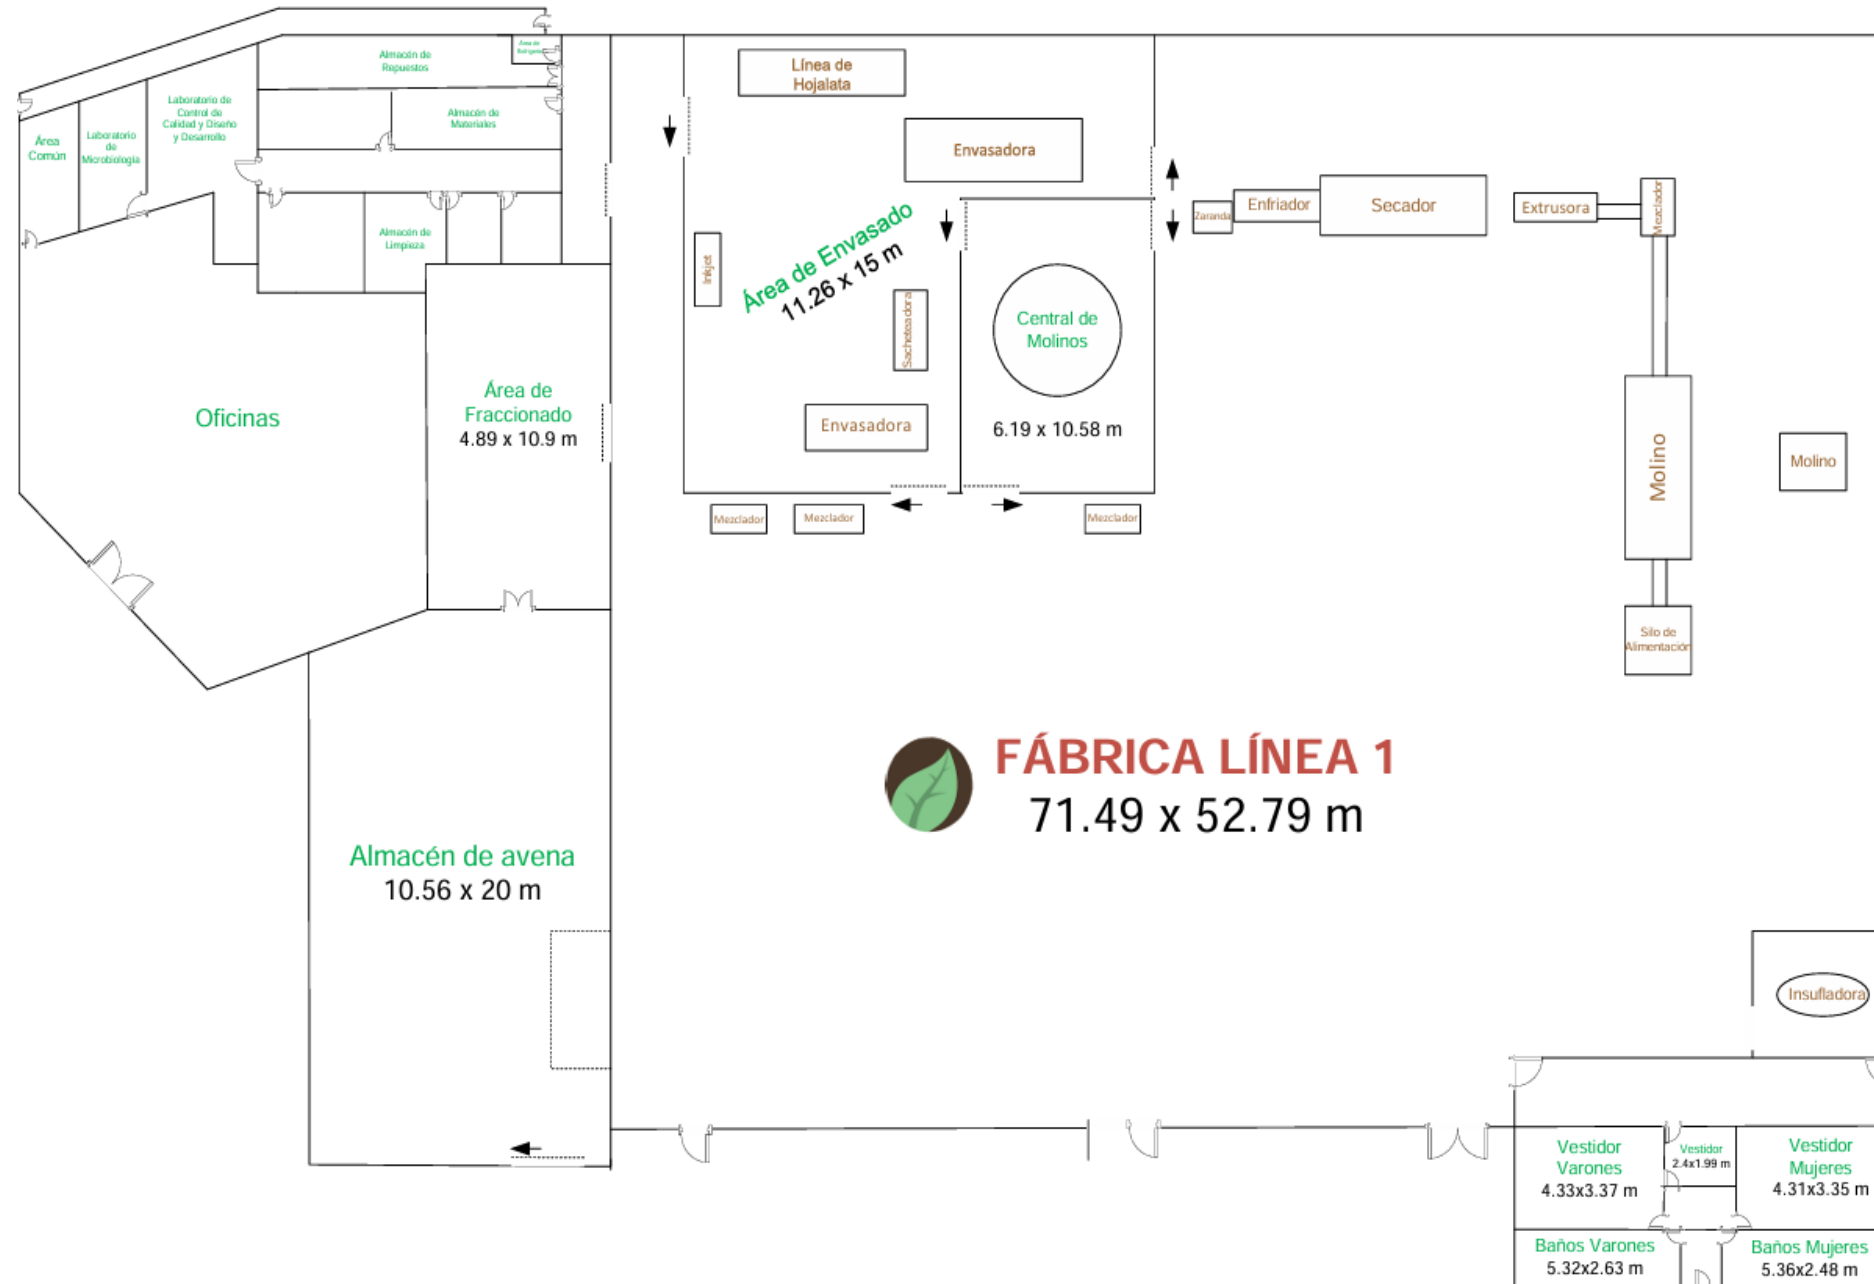 Área de
Almacén de
Repuestos
Línea de
Hojalata
Laboratorio de
Control de
Calidad y Diseño
y Desarrollo
Almacén de
Materiales
Área
Común
Laboratorio
de
Microbiología
Envasadora
Zaranda
Enfriador
Secador
Extrusora
Mezclador
Almacén de
Limpieza
Inkjet
Área de Envasado
11.26 x 15 m
Sacheteadora
Central de
Molinos
6.19 x 10.58 m
Envasadora
Oficinas
Área de
Fraccionado
4.89 x 10.9 m
Molino
Molino
Mezclador
Mezclador
Mezclador
Silo de
Alimentación
FÁBRICA LÍNEA 1
71.49 x 52.79 m
Almacén de avena
10.56 x 20 m
Insufladora
Vestidor
Varones
4.33x3.37 m
Vestidor
2.4x1.99 m
Vestidor
Mujeres
4.31x3.35 m
Baños Varones
5.32x2.63 m
Baños Mujeres
5.36x2.48 m